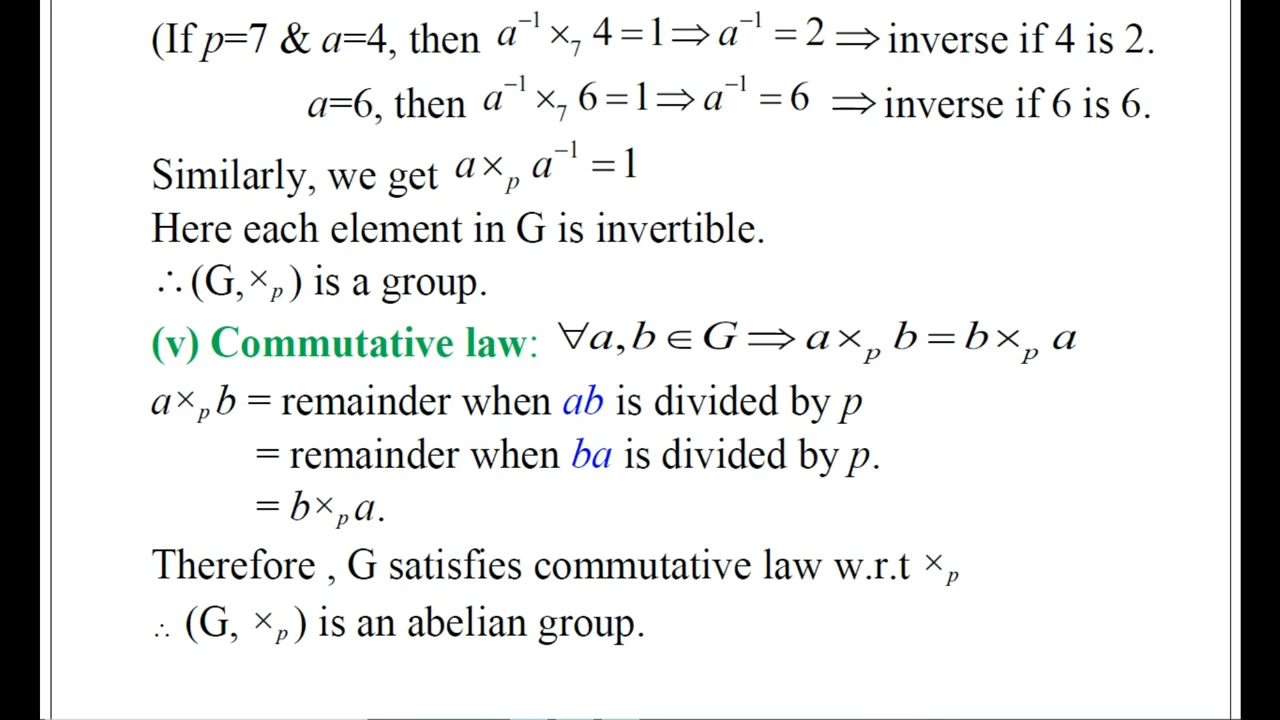 (If p=7 & a=4, then a⁻¹ ×₇ 4 = 1 ⟹ a⁻¹ = 2 ⟹ inverse if 4 is 2.
a=6, then a⁻¹ ×₇ 6 = 1 ⟹ a⁻¹ = 6 ⟹ inverse if 6 is 6.
Similarly, we get a ×ₚ a⁻¹ = 1
Here each element in G is invertible.
∴ (G, ×ₚ) is a group.
(v) Commutative law: ∀a, b ∈ G ⟹ a ×ₚ b = b ×ₚ a
a ×ₚ b = remainder when ab is divided by p
= remainder when ba is divided by p.
= b ×ₚ a.
Therefore , G satisfies commutative law w.r.t ×ₚ
∴ (G, ×ₚ) is an abelian group.